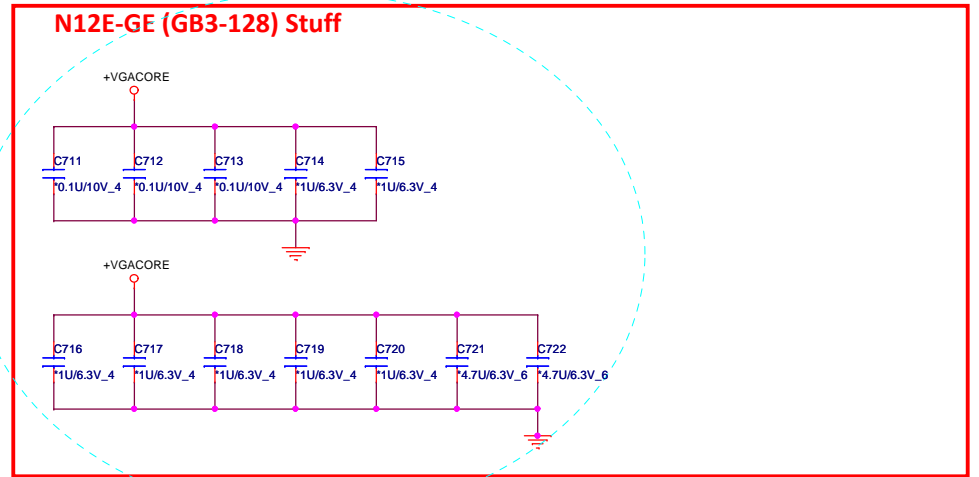 N12E-GE (GB3-128) Stuff
+VGACORE
C711 C712 C713 C714 C715
*0.1U/10V_4 *0.1U/10V_4 *0.1U/10V_4 *1U/6.3V_4 *1U/6.3V_4
+VGACORE
C716 C717 C718 C719 C720 C721 C722
*1U/6.3V_4 *1U/6.3V_4 *1U/6.3V_4 *1U/6.3V_4 *1U/6.3V_4 *4.7U/6.3V_6 *4.7U/6.3V_6